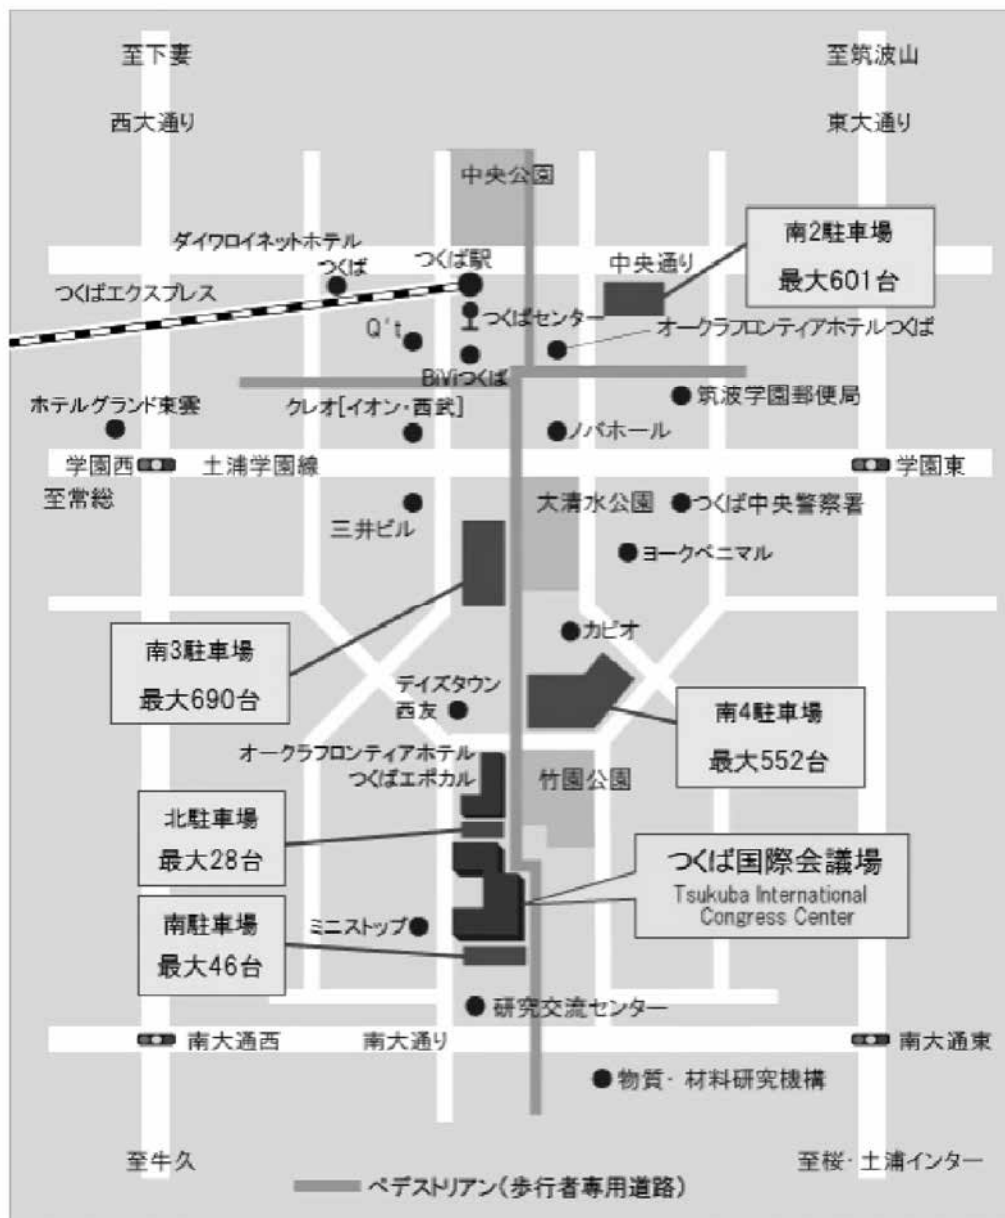 至下妻
至筑波山
西大通り
東大通り
中央公園
南2駐車場
最大601台
ダイワロイネットホテル
つくば
つくば駅
中央通り
つくばエクスプレス
つくばセンター
Q't
オークラフロンティアホテルつくば
BiViつくば
筑波学園郵便局
ホテルグランド東雲
クレオ[イオン・西武]
ノバホール
学園西
土浦学園線
学園東
至常総
大清水公園
つくば中央警察署
三井ビル
ヨークベニマル
カピオ
南3駐車場
最大690台
デイズタウン
西友
南4駐車場
最大552台
オークラフロンティアホテル
つくばエポカル
竹園公園
北駐車場
最大28台
つくば国際会議場
Tsukuba International
Congress Center
南駐車場
最大46台
ミニストップ
研究交流センター
南大通西
南大通り
南大通東
物質・材料研究機構
至牛久
至桜・土浦インター
ペデストリアン(歩行者専用道路)